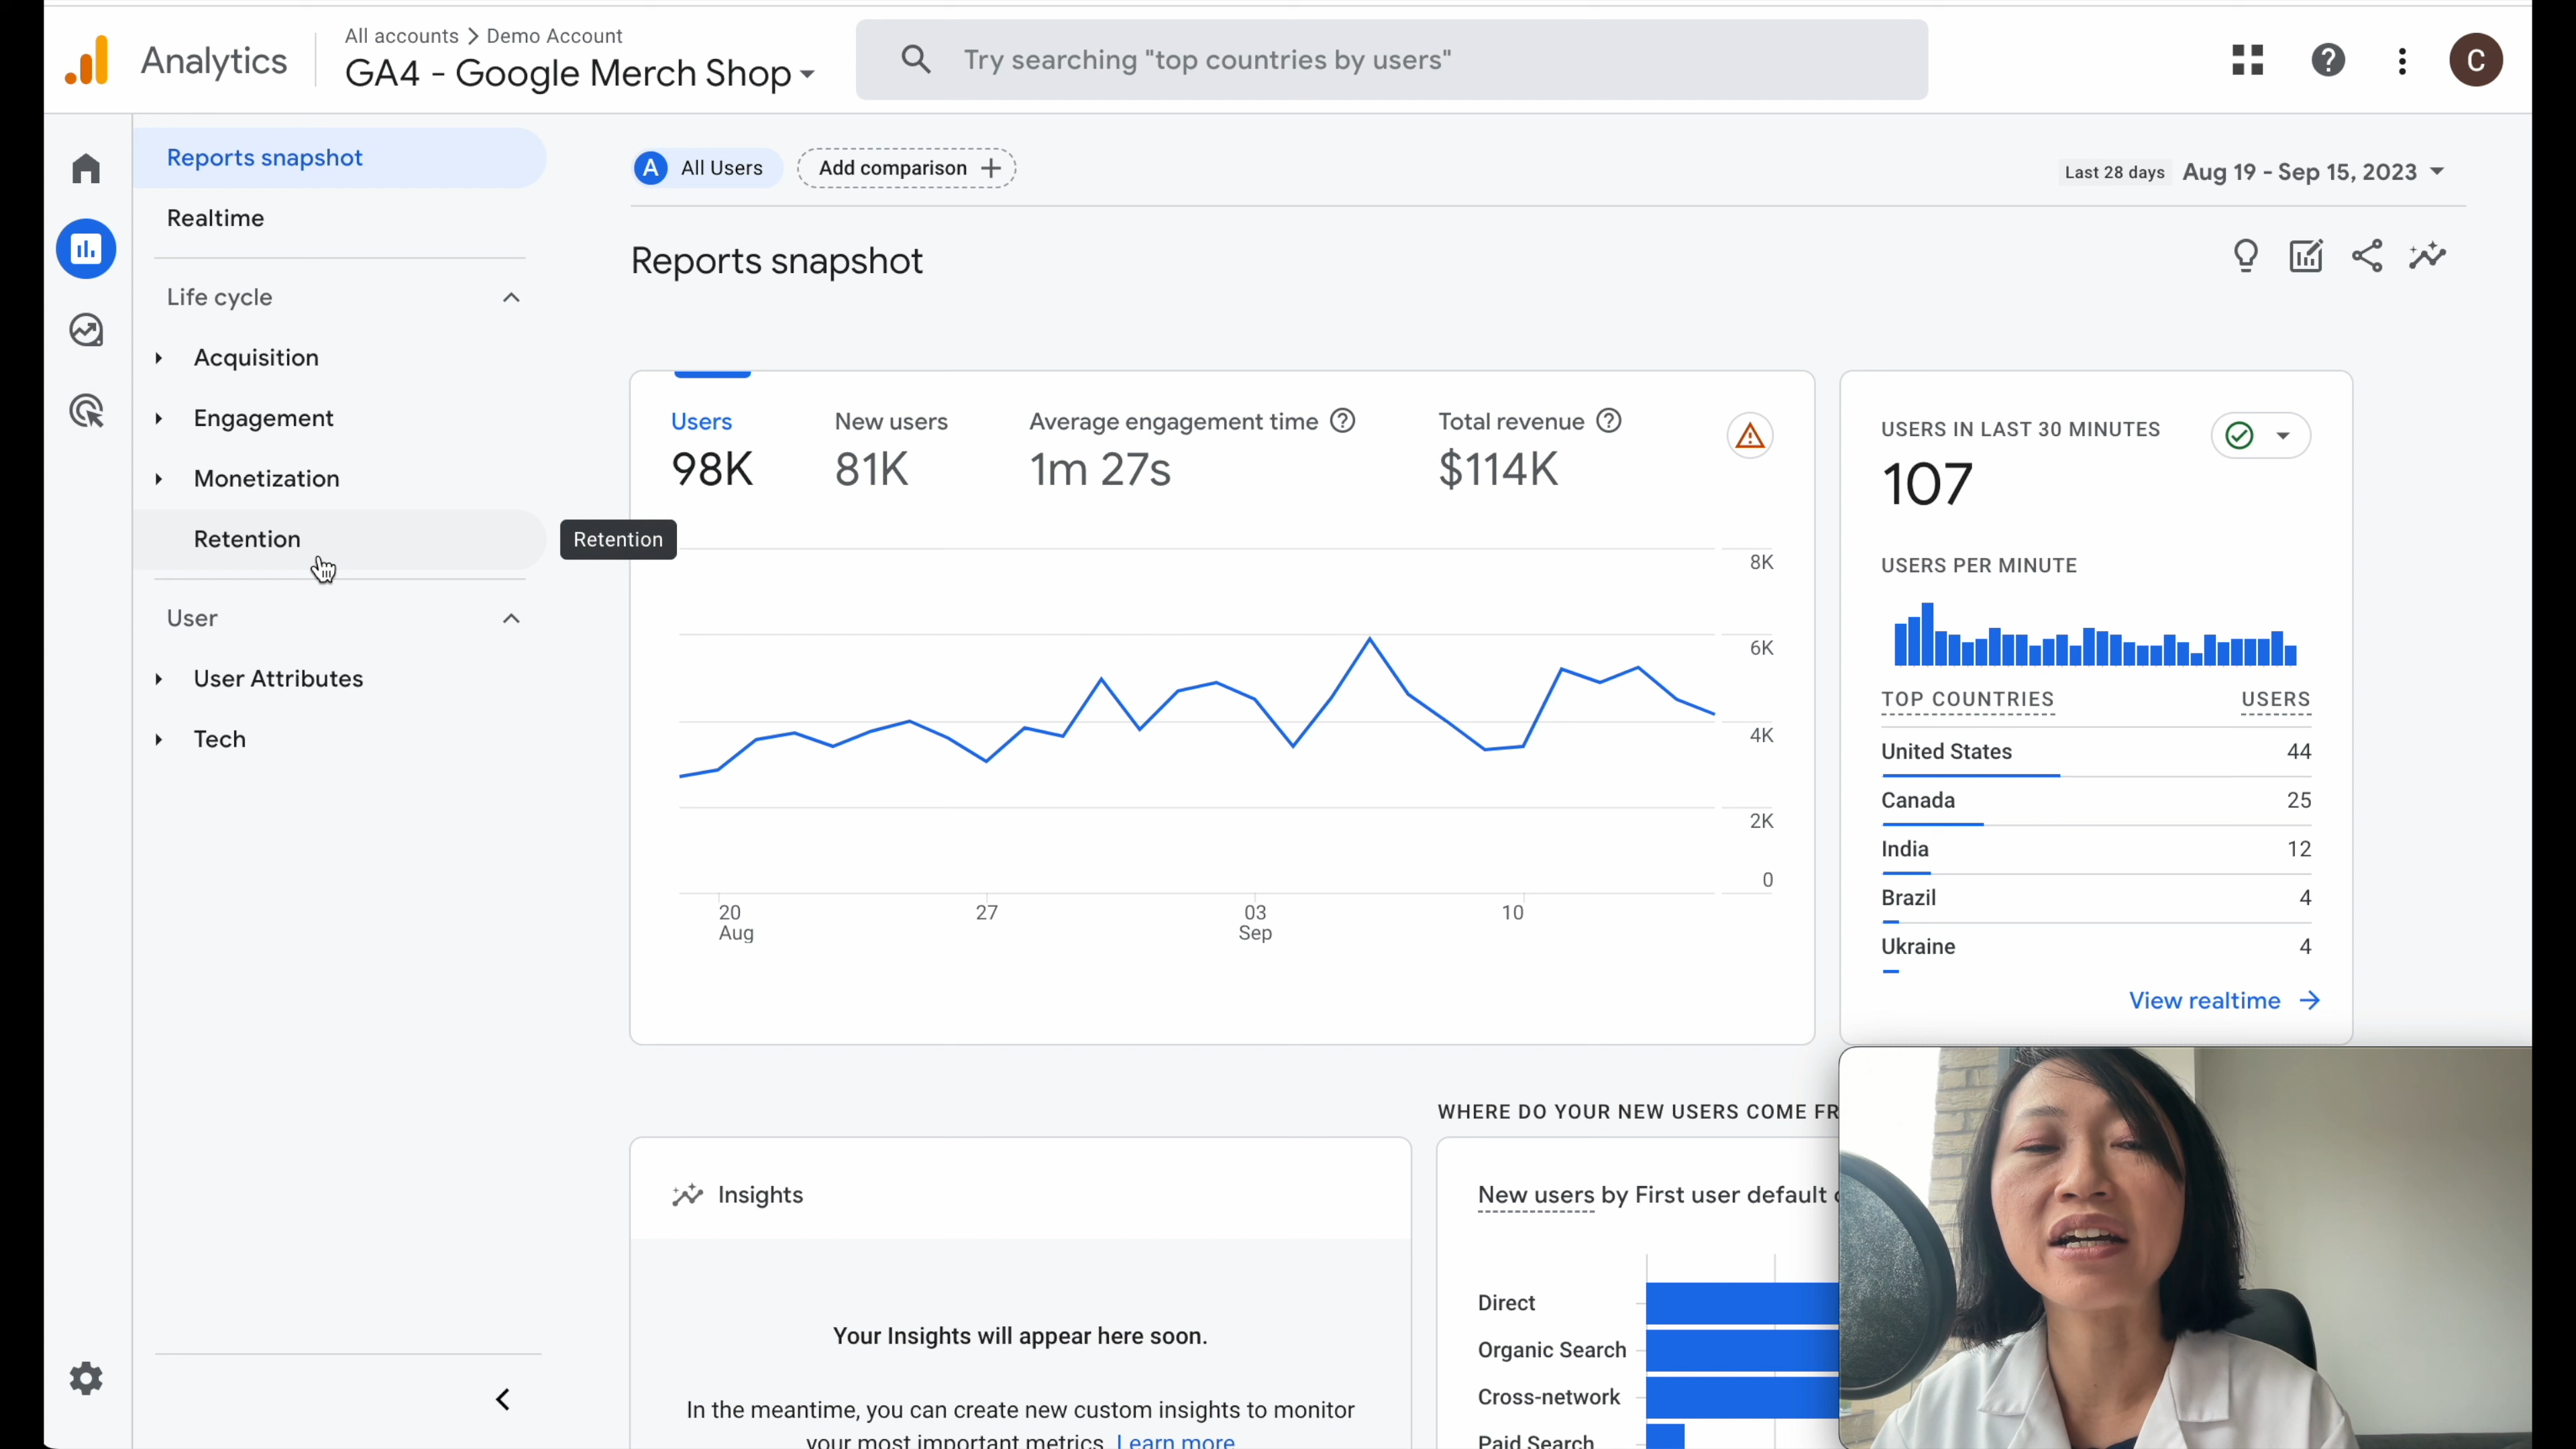 All accounts > Demo Account
Analytics
GA4 - Google Merch Shop
Try searching "top countries by users"
C
Reports snapshot
Realtime
Life cycle
Acquisition
Engagement
Monetization
Retention
Retention
User
User Attributes
Tech
A All Users
Add comparison +
Last 28 days Aug 19 - Sep 15, 2023
Reports snapshot
Users
98K
New users
81K
Average engagement time
1m 27s
Total revenue
$114K
8K
6K
4K
2K
0
20
Aug
27
03
Sep
10
USERS IN LAST 30 MINUTES
107
USERS PER MINUTE
TOP COUNTRIES USERS
United States 44
Canada 25
India 12
Brazil 4
Ukraine 4
View realtime
Insights
Your Insights will appear here soon.
In the meantime, you can create new custom insights to monitor
your most important metrics. Learn more
WHERE DO YOUR NEW USERS COME FR
New users by First user default
Direct
Organic Search
Cross-network
Paid Search